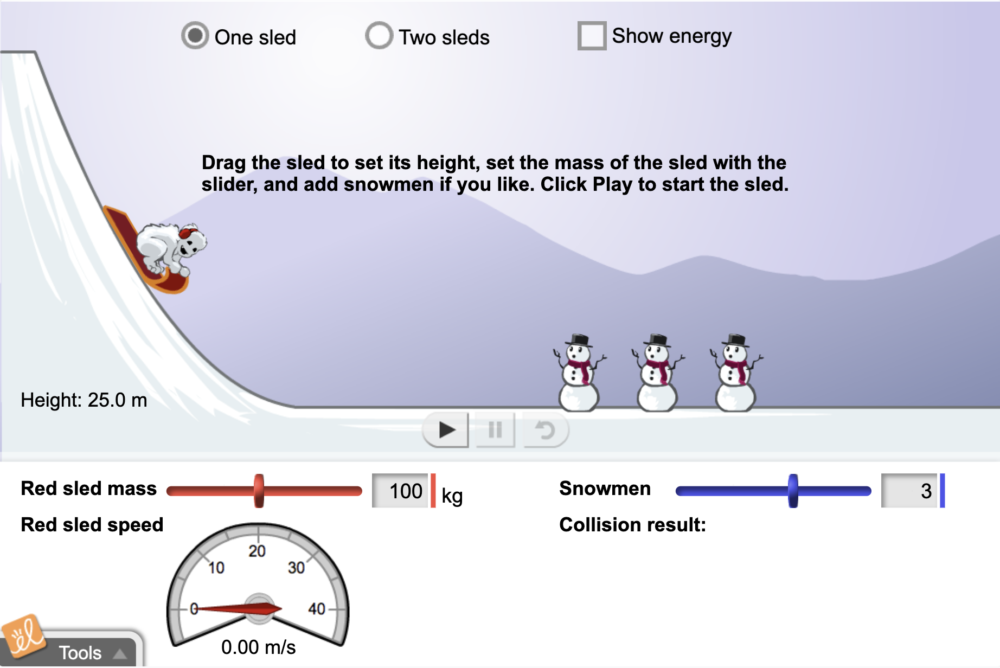 One sled
Two sleds
Show energy
Drag the sled to set its height, set the mass of the sled with the
slider, and add snowmen if you like. Click Play to start the sled.
Height: 25.0 m
Red sled mass
100
kg
Snowmen
3
Red sled speed
Collision result:
0
10
20
30
40
0.00 m/s
el
Tools